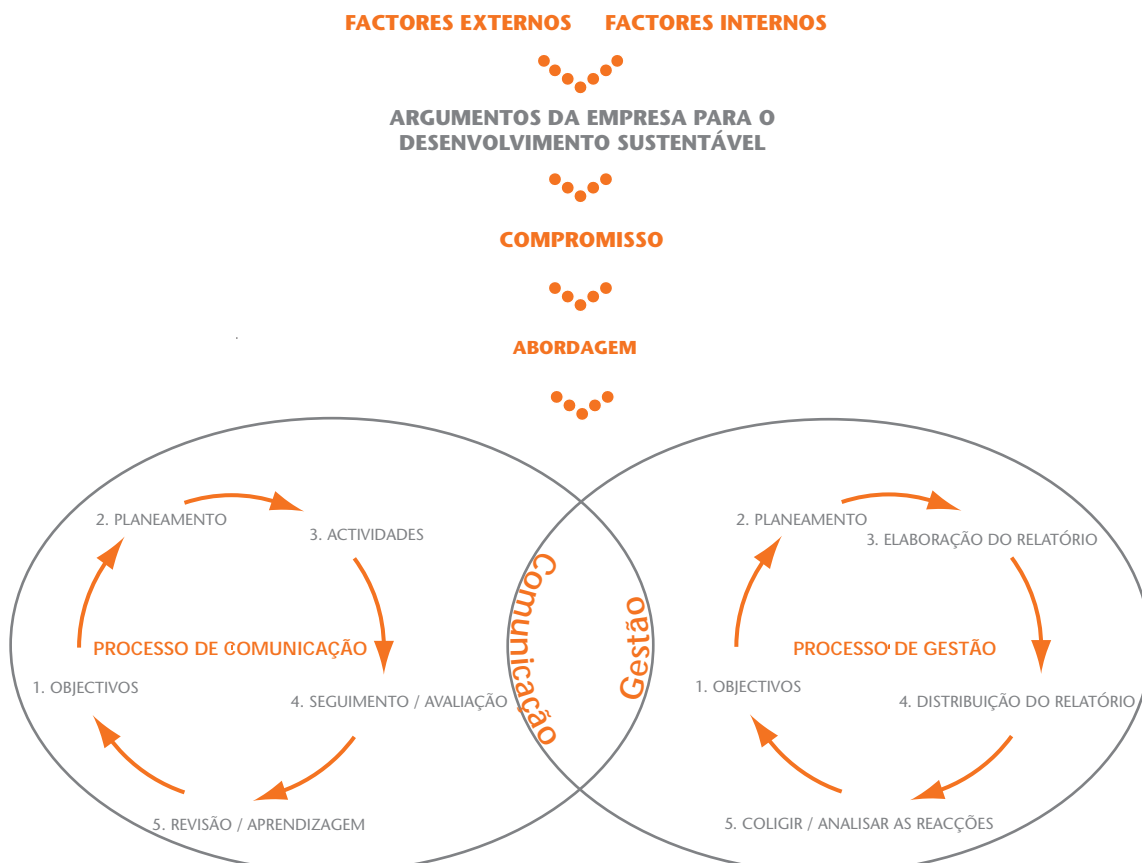 FACTORES EXTERNOS FACTORES INTERNOS
ARGUMENTOS DA EMPRESA PARA O
DESENVOLVIMENTO SUSTENTÁVEL
COMPROMISSO
ABORDAGEM
2. PLANEAMENTO
3. ACTIVIDADES
PROCESSO DE COMUNICAÇÃO
1. OBJECTIVOS
4. SEGUIMENTO / AVALIAÇÃO
5. REVISÃO / APRENDIZAGEM
Comunicação
Gestão
2. PLANEAMENTO
3. ELABORAÇÃO DO RELATÓRIO
PROCESSO DE GESTÃO
1. OBJECTIVOS
4. DISTRIBUIÇÃO DO RELATÓRIO
5. COLIGIR / ANALISAR AS REACÇÕES